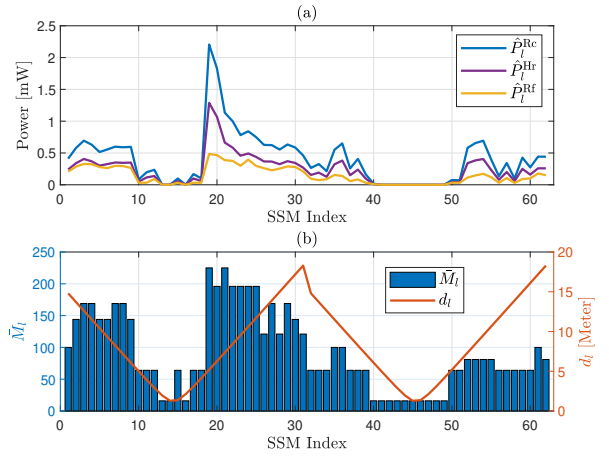 (a)
2.5
2
1.5
1
0.5
0
Power [mW]
P̂_l^Rc
P̂_l^Hr
P̂_l^Rf
0 10 20 30 40 50 60
SSM Index
(b)
250
200
150
100
50
0
M̄_l
M̄_l
d_l
20
15
10
5
0
d_l [Meter]
0 10 20 30 40 50 60
SSM Index